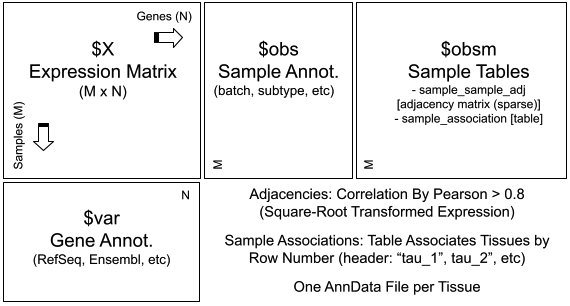 Genes (N)
$X
Expression Matrix
(M x N)
Samples (M)
$obs
Sample Annot.
(batch, subtype, etc)
M
$obsm
Sample Tables
- sample_sample_adj
[adjacency matrix (sparse)]
- sample_association [table]
M
N
$var
Gene Annot.
(RefSeq, Ensembl, etc)
Adjacencies: Correlation By Pearson > 0.8
(Square-Root Transformed Expression)
Sample Associations: Table Associates Tissues by
Row Number (header: “tau_1”, tau_2”, etc)
One AnnData File per Tissue